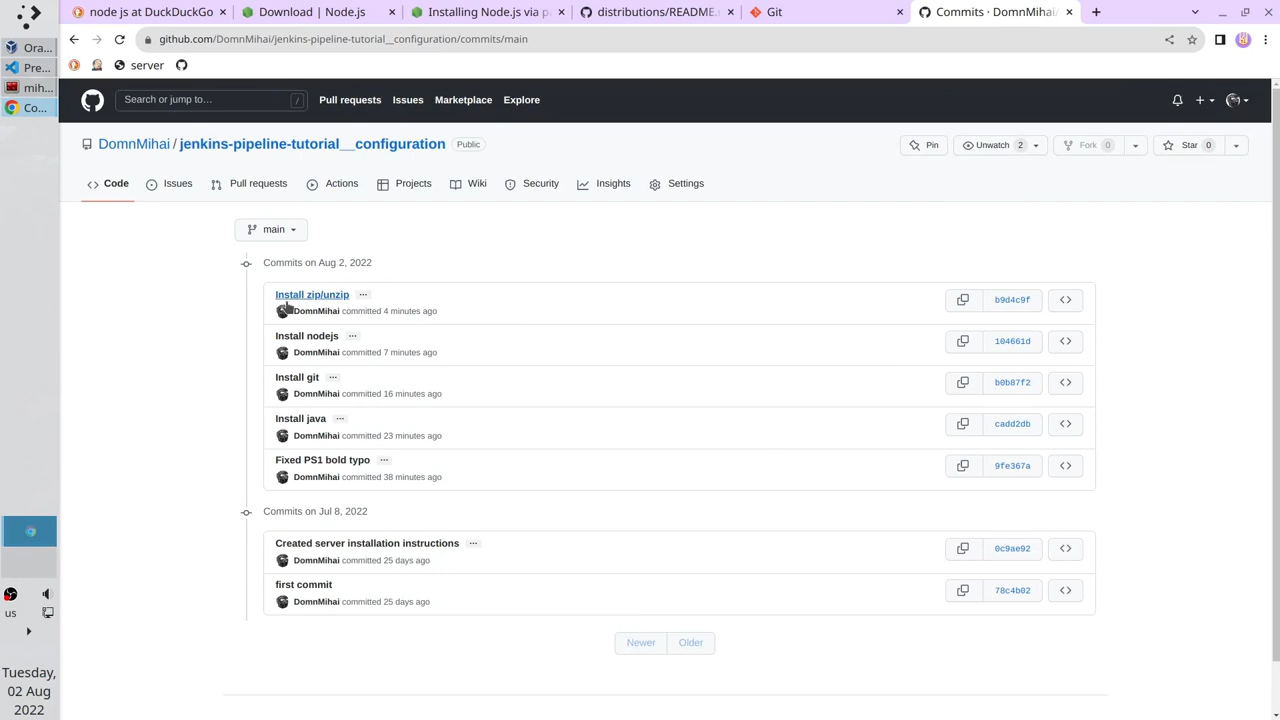 node js at DuckDuckGo
Download | Node.js
Installing Node.js via p
distributions/README.m
Git
Commits · DomnMihai/
github.com/DomnMihai/jenkins-pipeline-tutorial__configuration/commits/main
server
Ora...
Pre...
mih...
Co...
Search or jump to...
/
Pull requests
Issues
Marketplace
Explore
DomnMihai / jenkins-pipeline-tutorial__configuration
Public
Pin
Unwatch 2
Fork 0
Star 0
Code
Issues
Pull requests
Actions
Projects
Wiki
Security
Insights
Settings
main
Commits on Aug 2, 2022
Install zip/unzip ...
DomnMihai committed 4 minutes ago
b9d4c9f
Install nodejs ...
DomnMihai committed 7 minutes ago
104661d
Install git ...
DomnMihai committed 16 minutes ago
b0b87f2
Install java ...
DomnMihai committed 23 minutes ago
cadd2db
Fixed PS1 bold typo ...
DomnMihai committed 38 minutes ago
9fe367a
Commits on Jul 8, 2022
Created server installation instructions ...
DomnMihai committed 25 days ago
0c9ae92
first commit
DomnMihai committed 25 days ago
78c4b02
Newer
Older
us
Tuesday,
02 Aug
2022